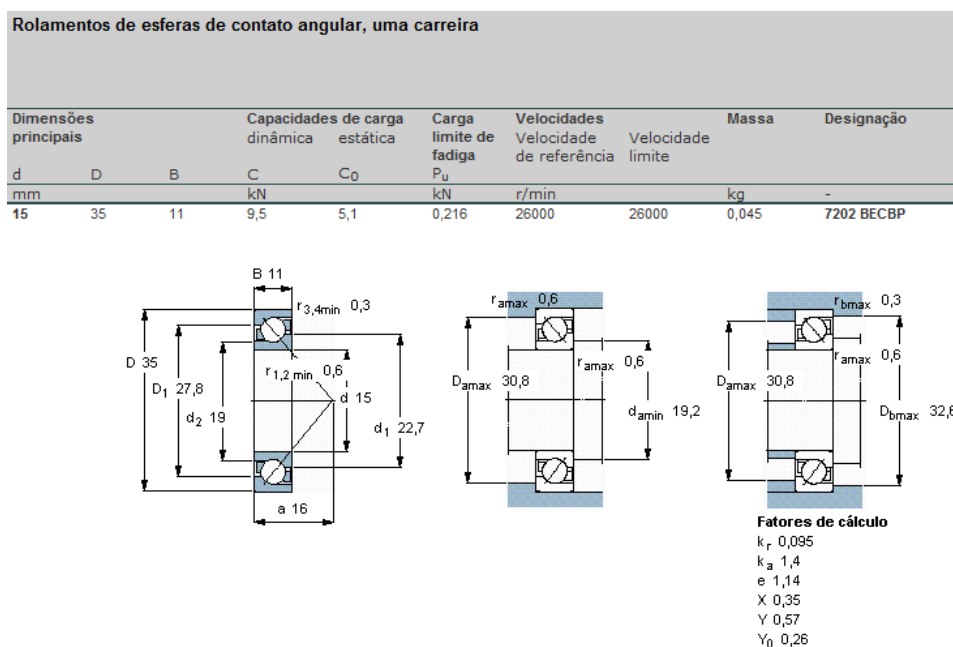 Rolamentos de esferas de contato angular, uma carreira
Dimensões principais Capacidades de carga Carga limite de fadiga Velocidades Massa Designação
dinâmica estática Velocidade de referência Velocidade limite
d D B C C0 Pu
mm kN kN r/min kg -
15 35 11 9,5 5,1 0,216 26000 26000 0,045 7202 BECBP
B 11
r3,4min 0,3
D 35
r1,2 min 0,6
D1 27,8
d 15
d2 19
d1 22,7
a 16
ramax 0,6
ramax 0,6
Damax 30,8
damin 19,2
rbmax 0,3
ramax 0,6
Damax 30,8
Dbmax 32,6
Fatores de cálculo
kr 0,095
ka 1,4
e 1,14
X 0,35
Y 0,57
Y0 0,26